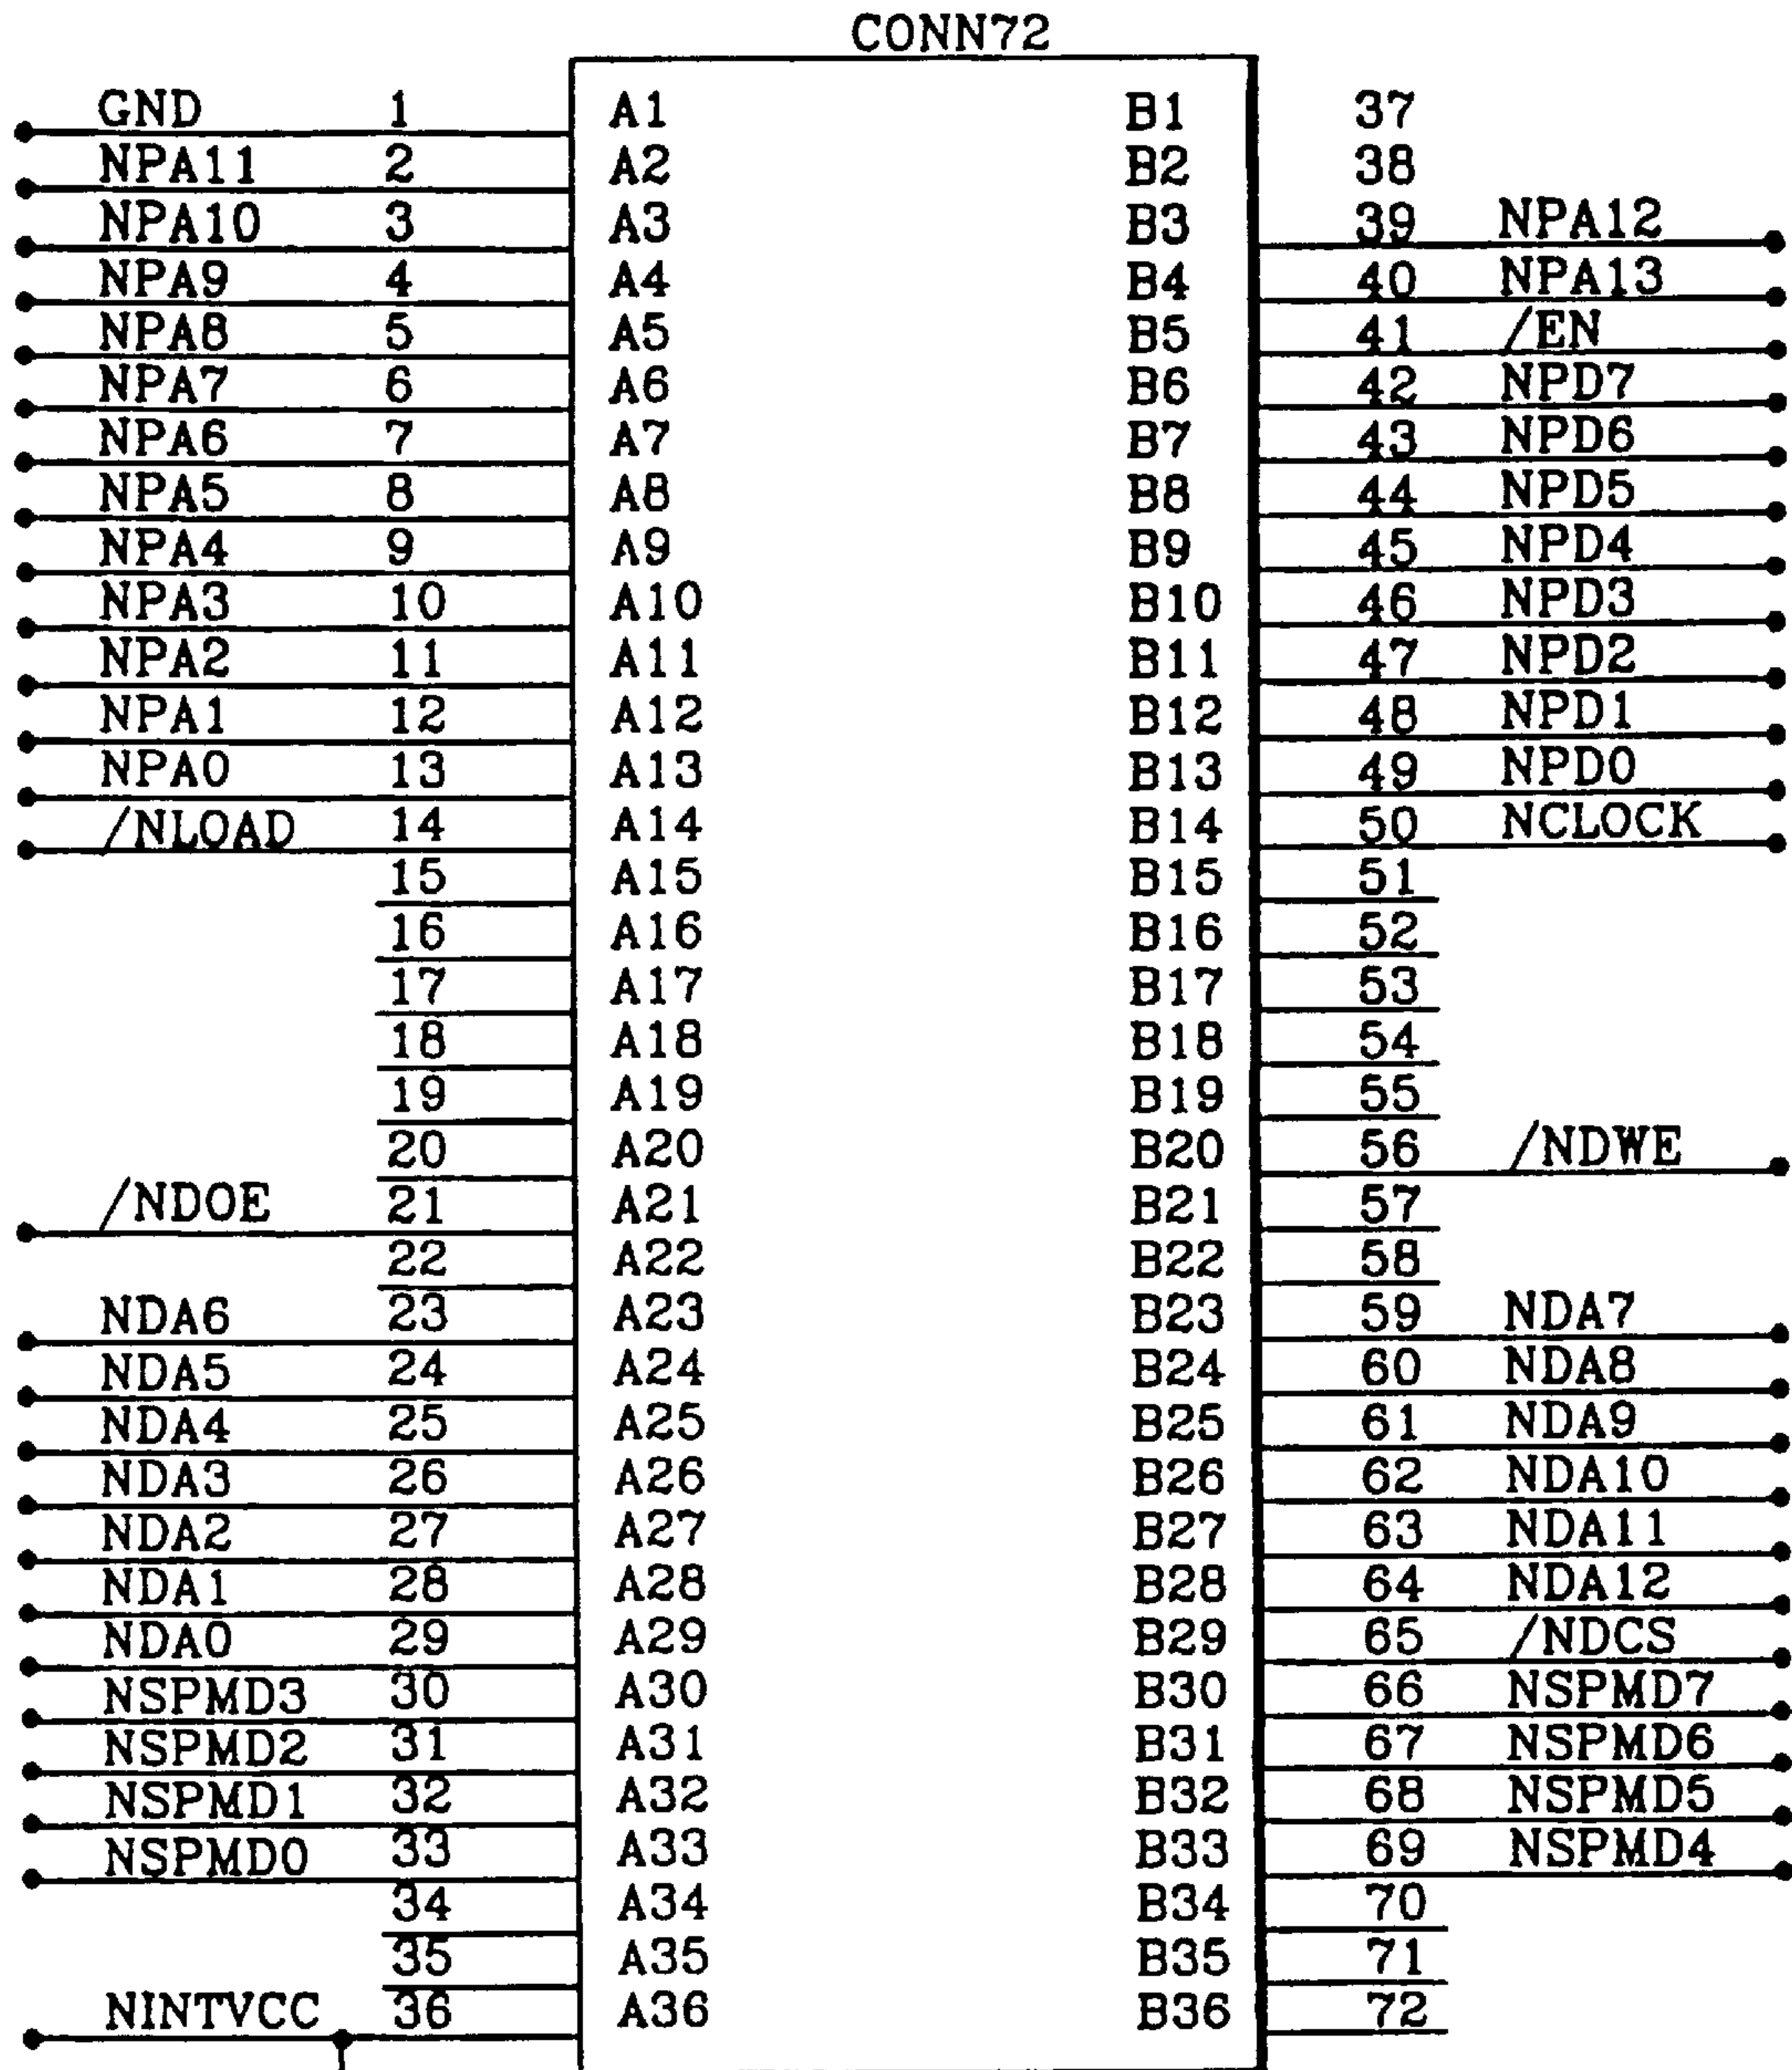 CONN72
GND 1 A1 B1 37
NPA11 2 A2 B2 38
NPA10 3 A3 B3 39 NPA12
NPA9 4 A4 B4 40 NPA13
NPA8 5 A5 B5 41 /EN
NPA7 6 A6 B6 42 NPD7
NPA6 7 A7 B7 43 NPD6
NPA5 8 A8 B8 44 NPD5
NPA4 9 A9 B9 45 NPD4
NPA3 10 A10 B10 46 NPD3
NPA2 11 A11 B11 47 NPD2
NPA1 12 A12 B12 48 NPD1
NPA0 13 A13 B13 49 NPD0
/NLOAD 14 A14 B14 50 NCLOCK
15 A15 B15 51
16 A16 B16 52
17 A17 B17 53
18 A18 B18 54
19 A19 B19 55
20 A20 B20 56 /NDWE
/NDOE 21 A21 B21 57
22 A22 B22 58
NDA6 23 A23 B23 59 NDA7
NDA5 24 A24 B24 60 NDA8
NDA4 25 A25 B25 61 NDA9
NDA3 26 A26 B26 62 NDA10
NDA2 27 A27 B27 63 NDA11
NDA1 28 A28 B28 64 NDA12
NDA0 29 A29 B29 65 /NDCS
NSPMD3 30 A30 B30 66 NSPMD7
NSPMD2 31 A31 B31 67 NSPMD6
NSPMD1 32 A32 B32 68 NSPMD5
NSPMD0 33 A33 B33 69 NSPMD4
34 A34 B34 70
35 A35 B35 71
NINTVCC 36 A36 B36 72